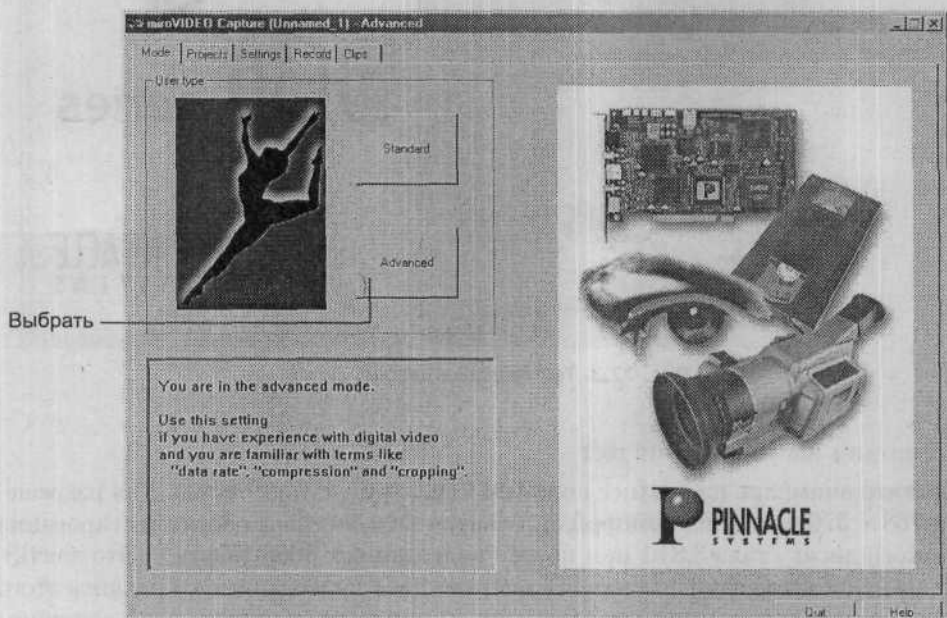 miroVIDEO Capture (Unnamed_1) - Advanced
Mode Projects Settings Record Clips
User type
Standard
Advanced
Выбрать
You are in the advanced mode.
Use this setting
if you have experience with digital video
and you are familiar with terms like
"data rate", "compression" and "cropping".
P
PINNACLE
SYSTEMS
Quit Help